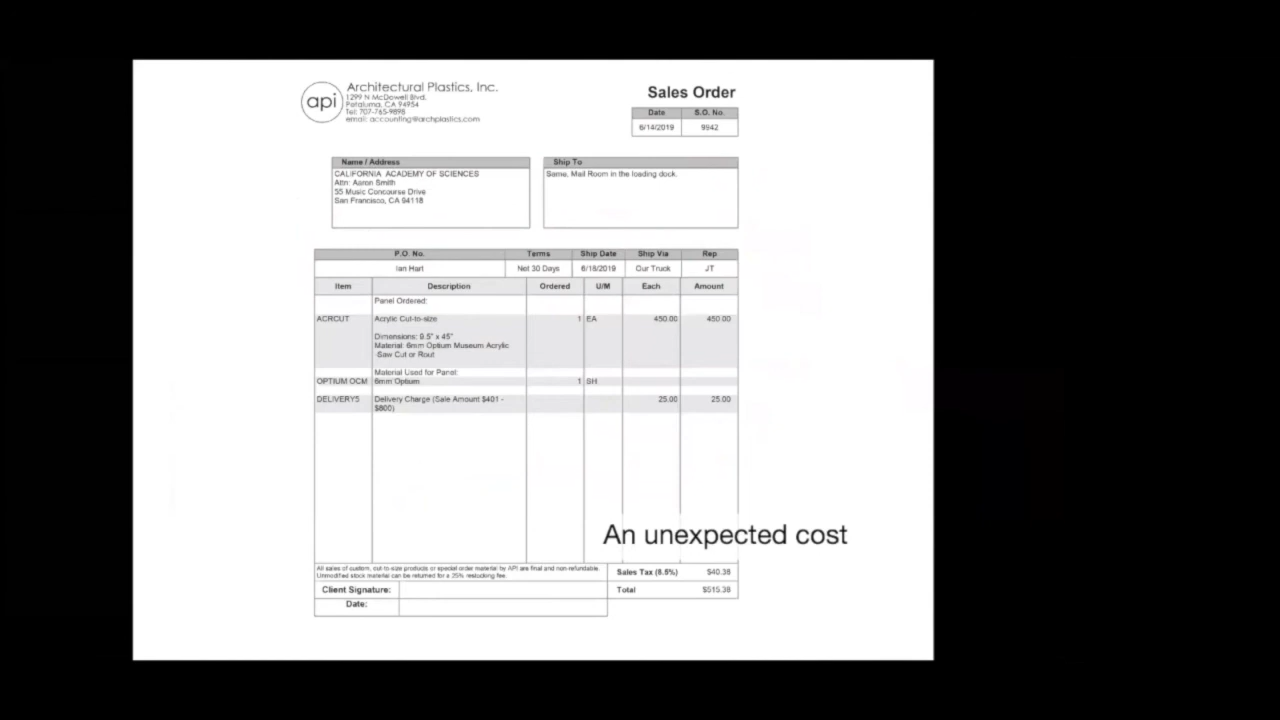 api
Architectural Plastics, Inc.
1299 N McDowell Blvd.
Petaluma, CA 94954
Tel: 707-765-9898
email: accounting@archplastics.com
Sales Order
Date S.O. No.
6/14/2019 9942
Name / Address
CALIFORNIA ACADEMY OF SCIENCES
Attn: Aaron Smith
55 Music Concourse Drive
San Francisco, CA 94118
Ship To
Same, Mail Room in the loading dock.
P.O. No. Terms Ship Date Ship Via Rep
Ian Hart Net 30 Days 6/18/2019 Our Truck JT
Item Description Ordered U/M Each Amount
Panel Ordered:
ACRCUT Acrylic Cut-to-size 1 EA 450.00 450.00
Dimensions: 9.5" x 45"
Material: 6mm Optium Museum Acrylic
-Saw Cut or Rout
Material Used for Panel:
OPTIUM OCM 6mm Optium 1 SH
DELIVERY5 Delivery Charge (Sale Amount $401 - 25.00 25.00
$800)
An unexpected cost
All sales of custom, cut-to-size products or special order material by API are final and non-refundable.
Unmodified stock material can be returned for a 25% restocking fee.
Sales Tax (8.5%) $40.38
Client Signature:
Total $515.38
Date: